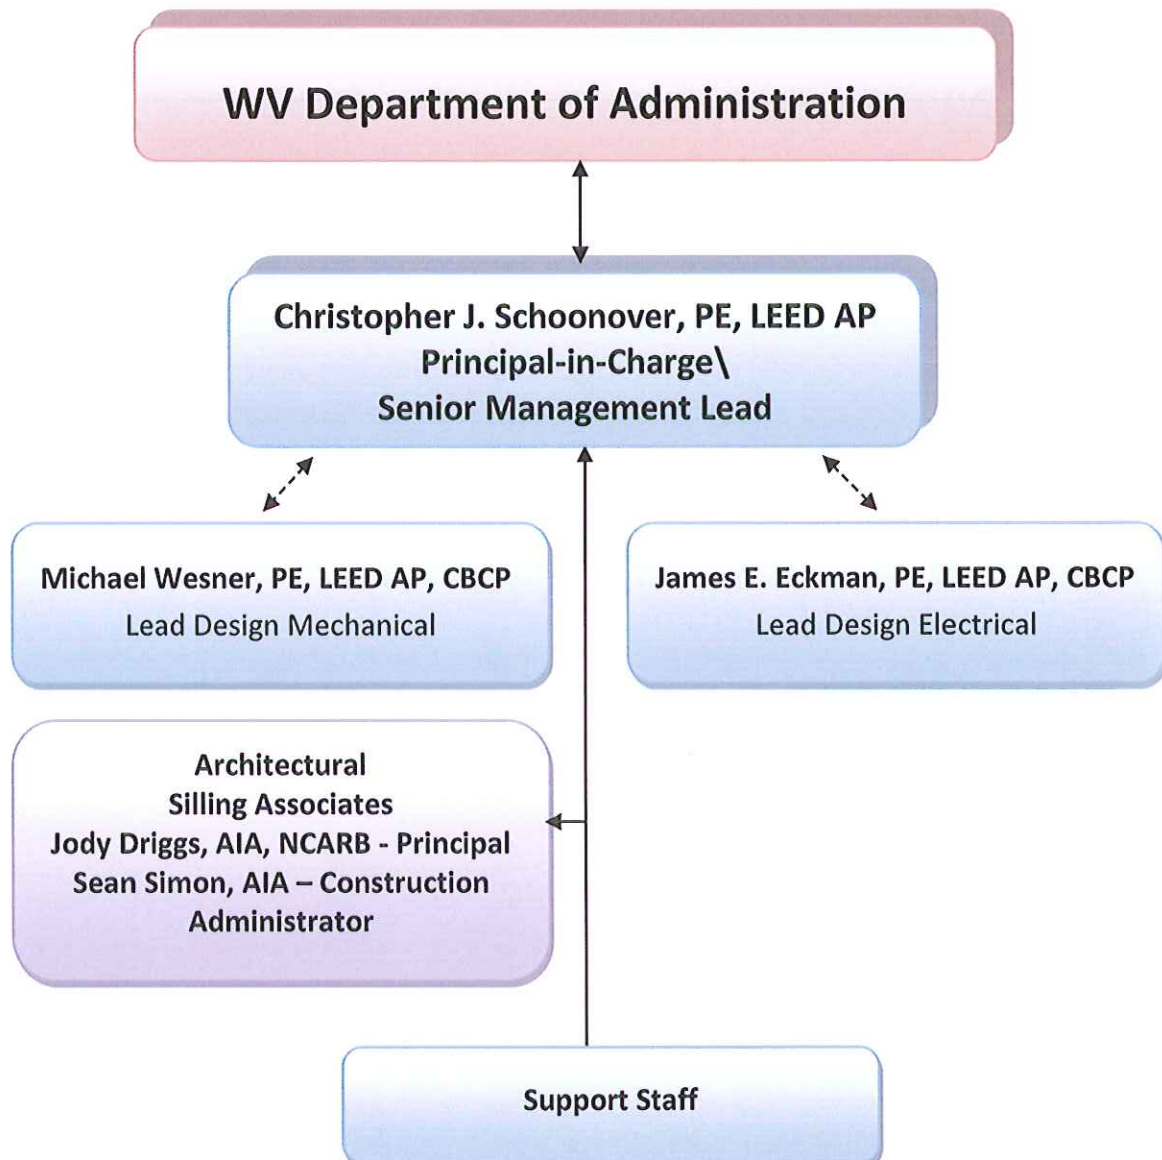 WV Department of Administration
Christopher J. Schoonover, PE, LEED AP
Principal-in-Charge\
Senior Management Lead
Michael Wesner, PE, LEED AP, CBCP
Lead Design Mechanical
James E. Eckman, PE, LEED AP, CBCP
Lead Design Electrical
Architectural
Silling Associates
Jody Driggs, AIA, NCARB - Principal
Sean Simon, AIA – Construction
Administrator
Support Staff